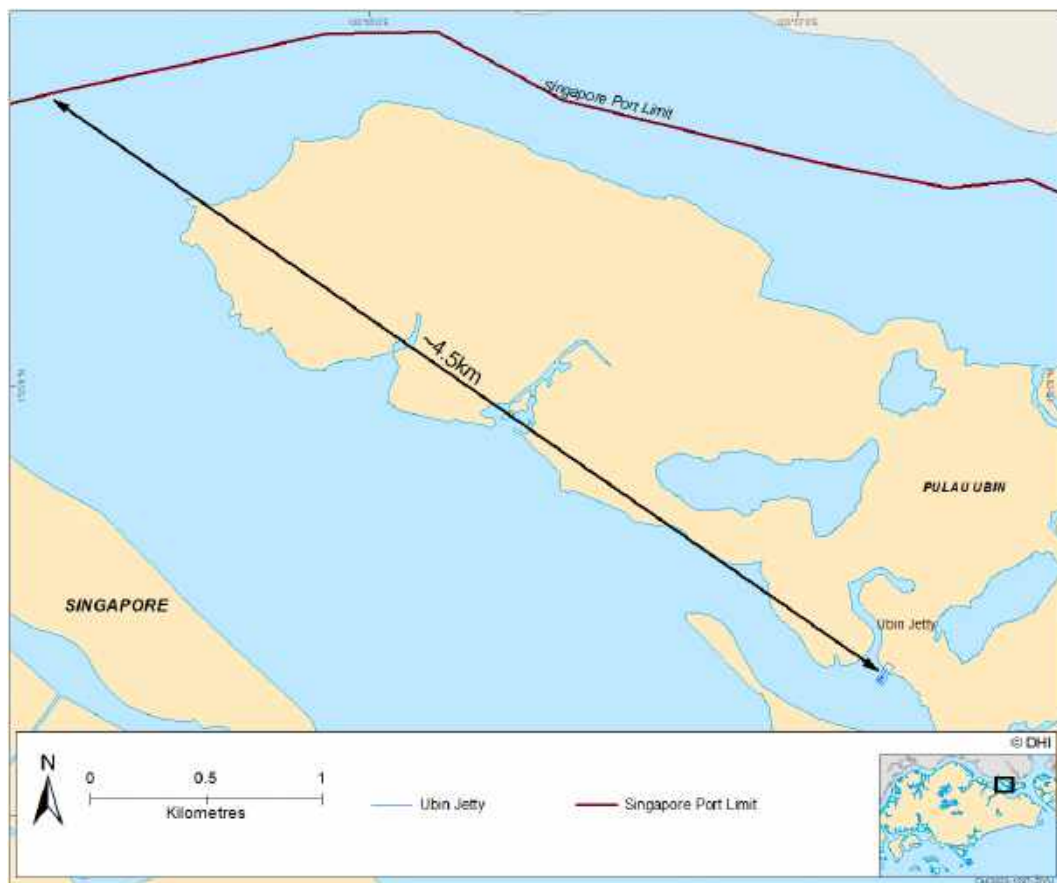 Singapore Port Limit
~4.5km
PULAU UBIN
SINGAPORE
Ubin Jetty
© DHI
N
0 0.5 1
Kilometres
Ubin Jetty
Singapore Port Limit